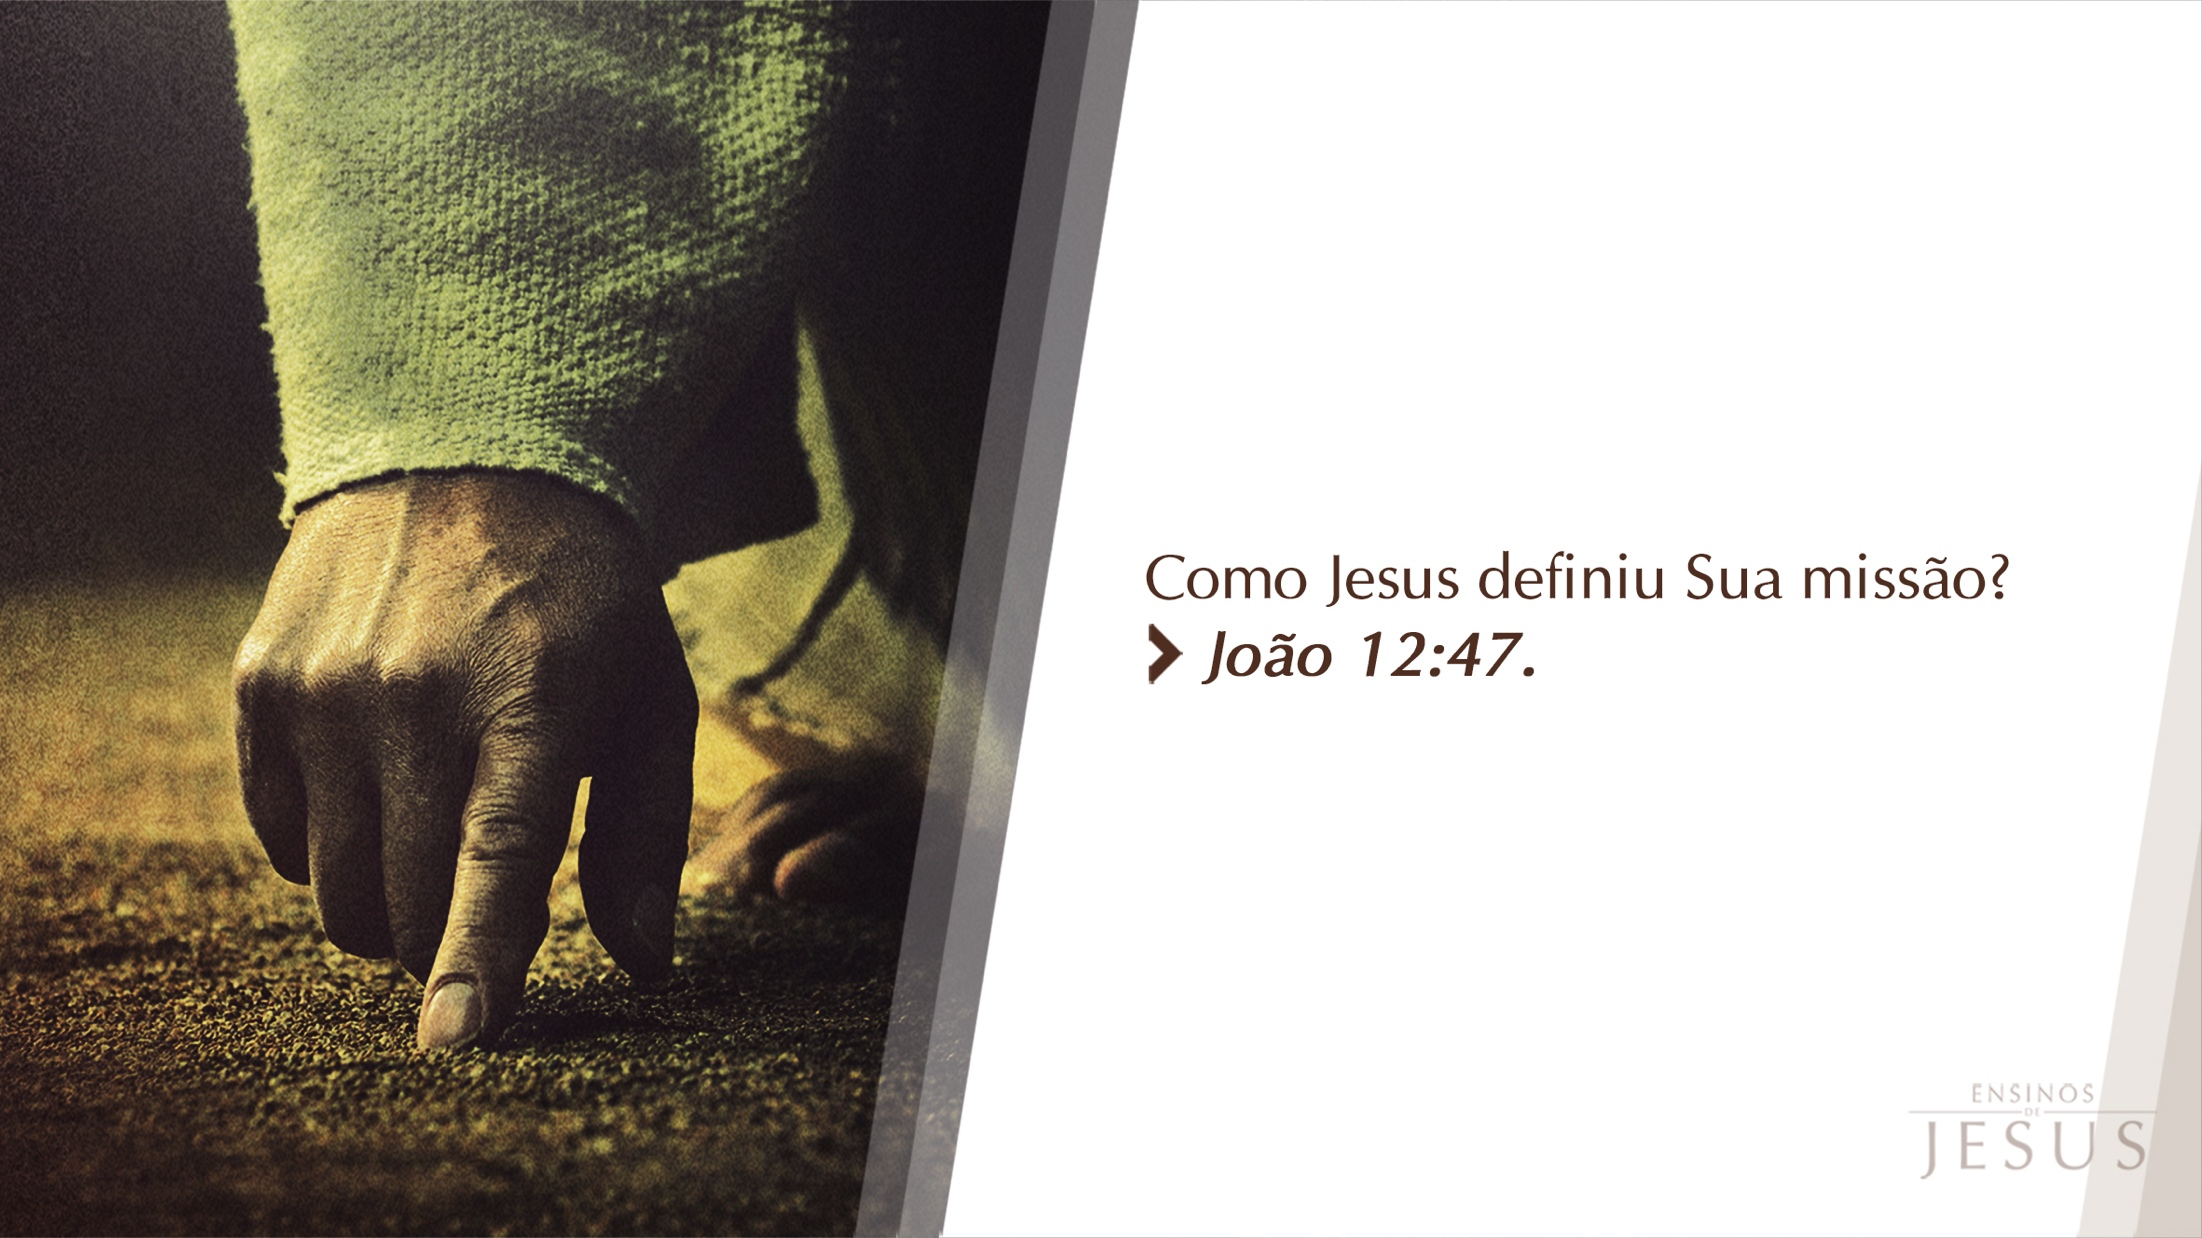 Como Jesus definiu Sua missão?
João 12:47.
ENSINOS
DE
JESUS